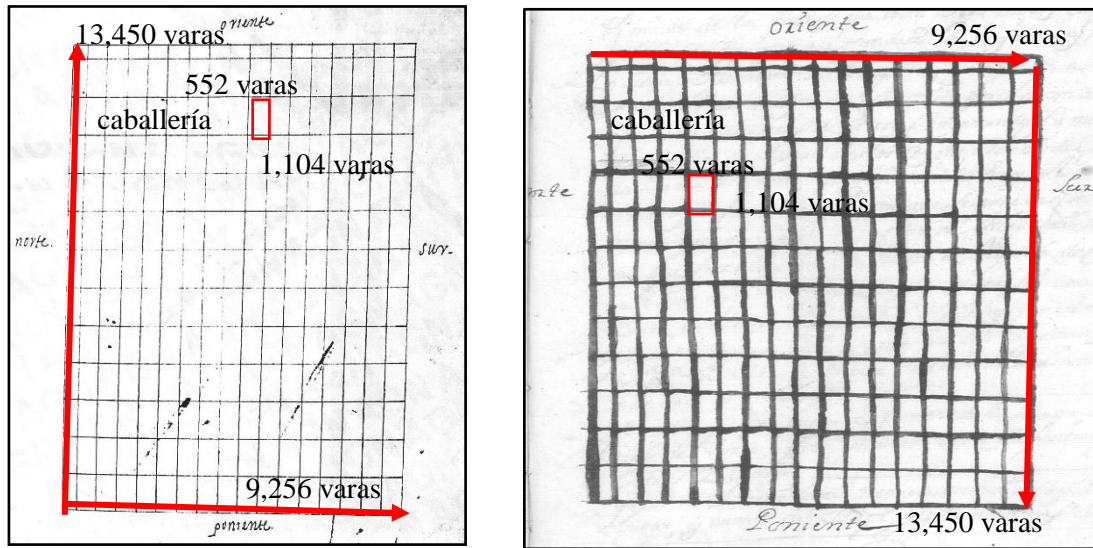 oriente
13,450 varas
552 varas
caballería
1,104 varas
norte.
sur-
9,256 varas
poniente.
oriente
9,256 varas
caballería
552 varas
1,104 varas
Sur
Poniente
13,450 varas